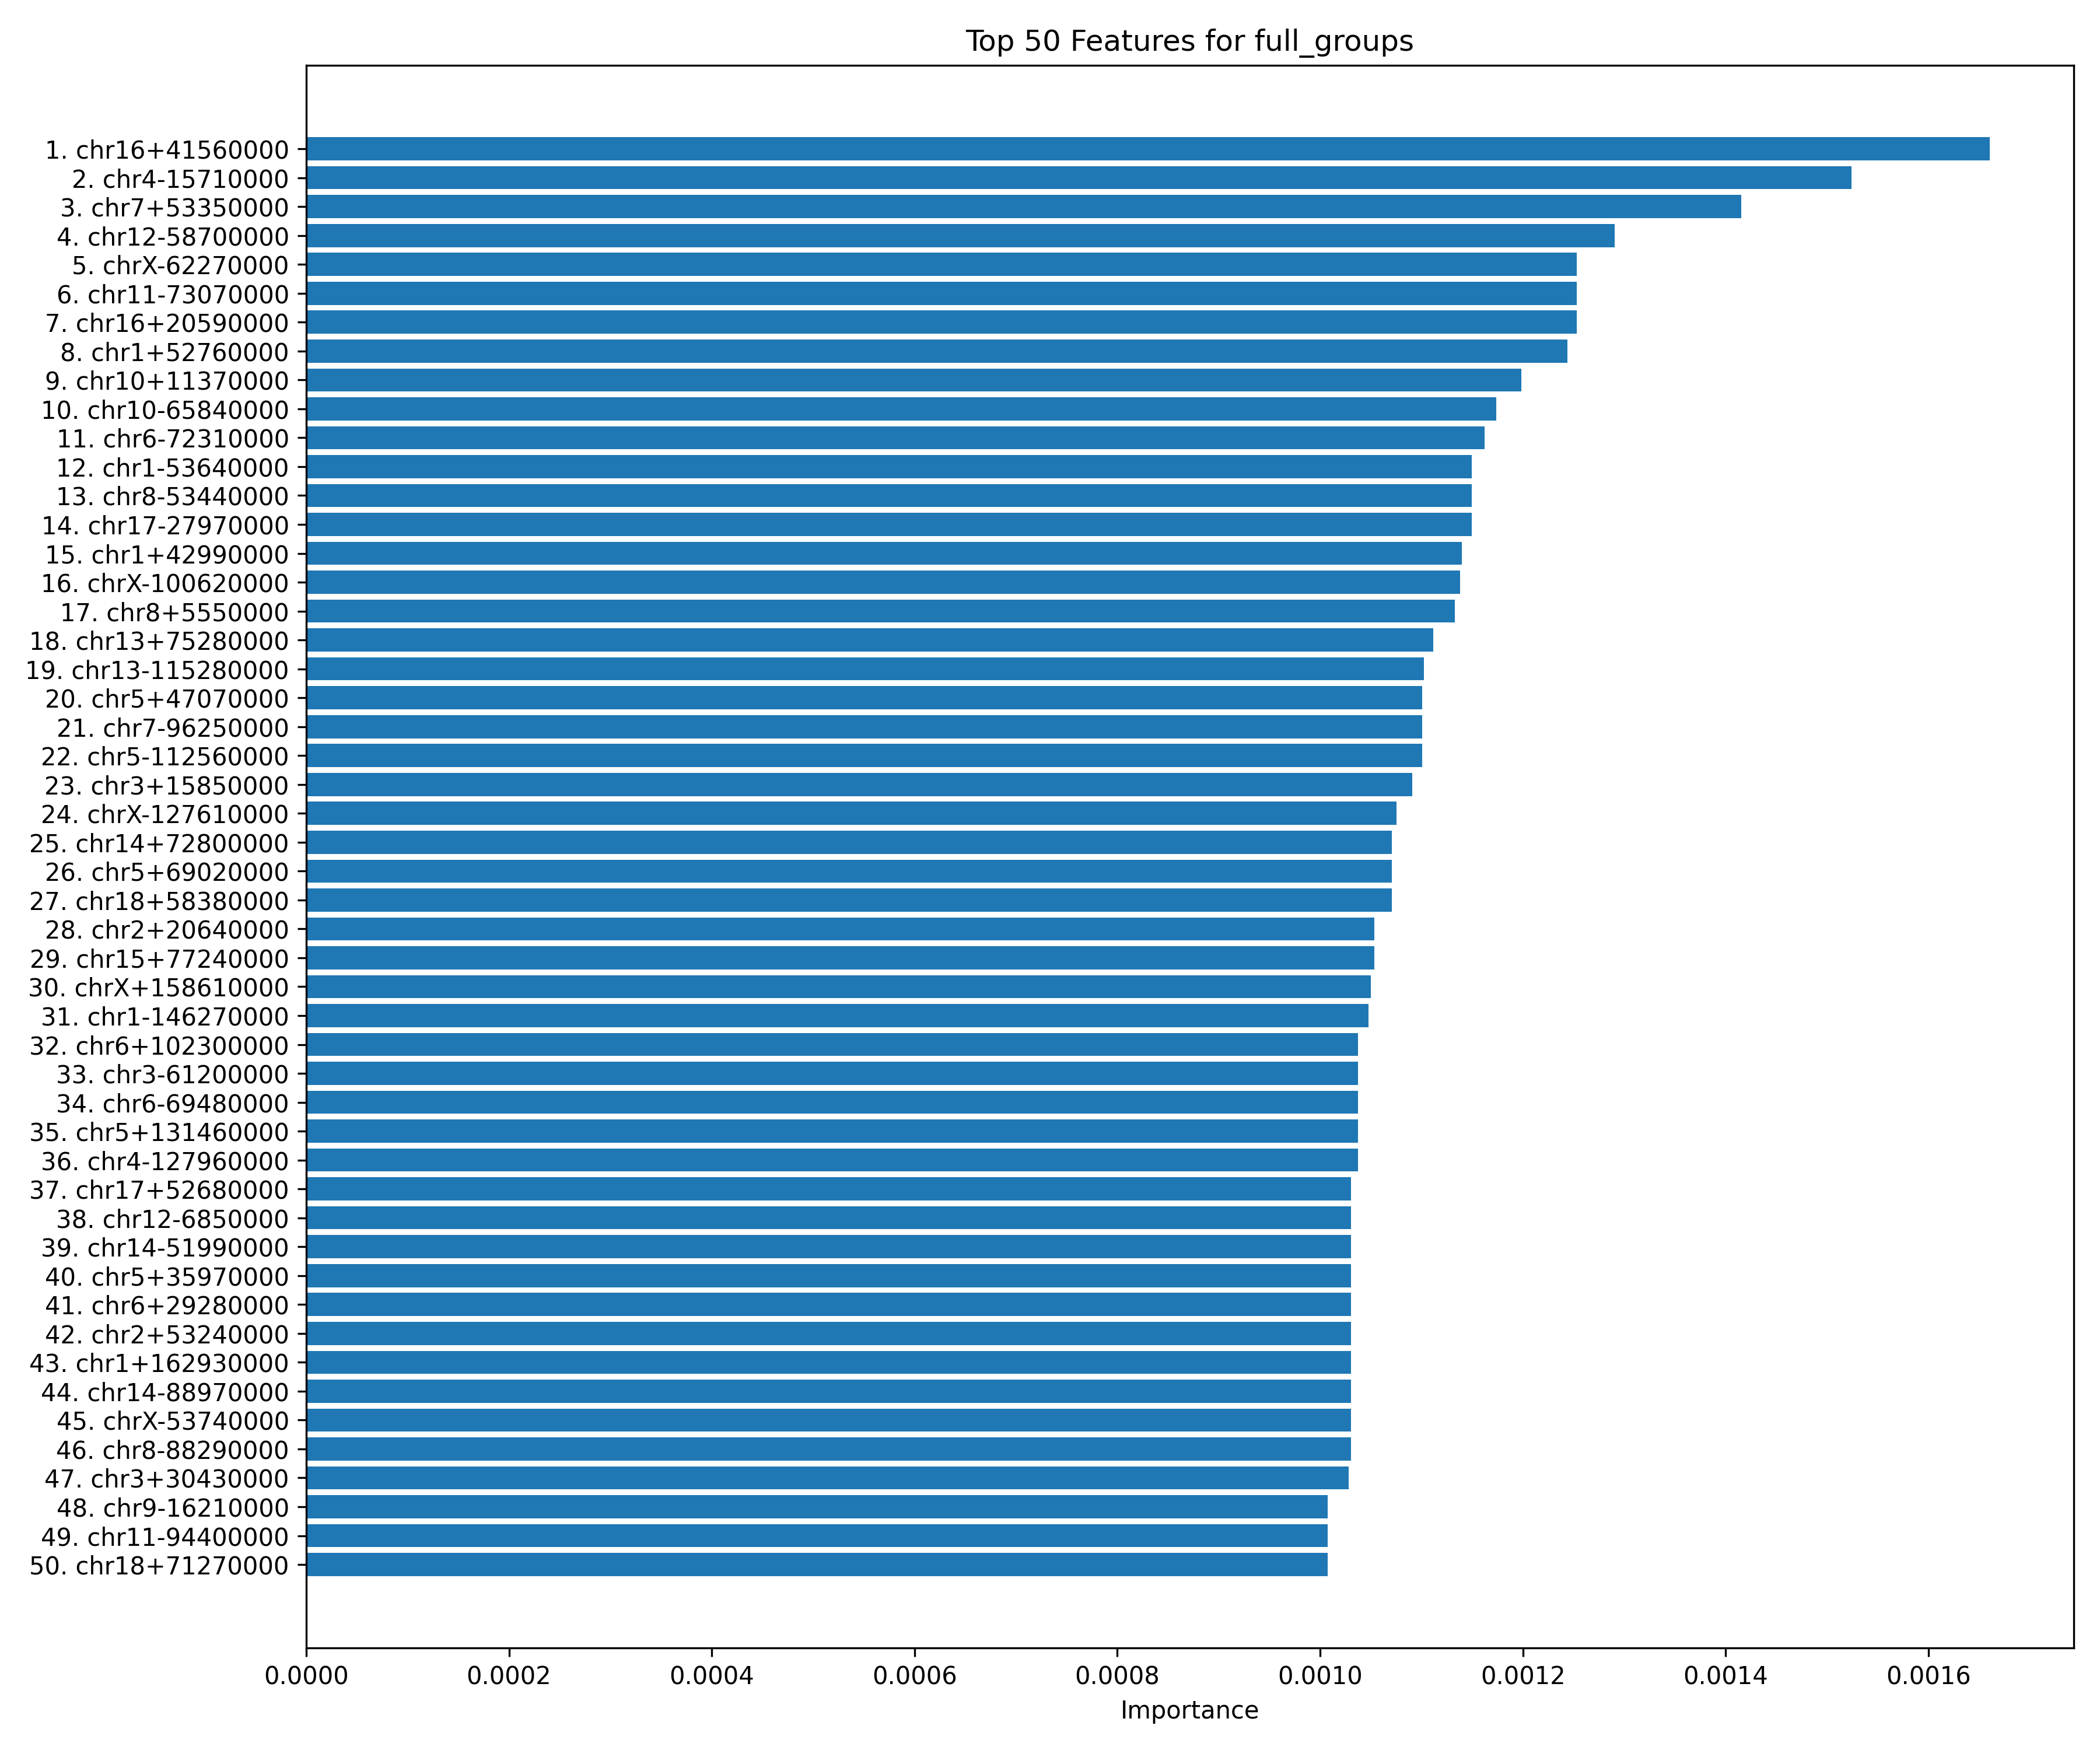 Top 50 Features for full_groups
1. chr16+41560000
2. chr4-15710000
3. chr7+53350000
4. chr12-58700000
5. chrX-62270000
6. chr11-73070000
7. chr16+20590000
8. chr1+52760000
9. chr10+11370000
10. chr10-65840000
11. chr6-72310000
12. chr1-53640000
13. chr8-53440000
14. chr17-27970000
15. chr1+42990000
16. chrX-100620000
17. chr8+5550000
18. chr13+75280000
19. chr13-115280000
20. chr5+47070000
21. chr7-96250000
22. chr5-112560000
23. chr3+15850000
24. chrX-127610000
25. chr14+72800000
26. chr5+69020000
27. chr18+58380000
28. chr2+20640000
29. chr15+77240000
30. chrX+158610000
31. chr1-146270000
32. chr6+102300000
33. chr3-61200000
34. chr6-69480000
35. chr5+131460000
36. chr4-127960000
37. chr17+52680000
38. chr12-6850000
39. chr14-51990000
40. chr5+35970000
41. chr6+29280000
42. chr2+53240000
43. chr1+162930000
44. chr14-88970000
45. chrX-53740000
46. chr8-88290000
47. chr3+30430000
48. chr9-16210000
49. chr11-94400000
50. chr18+71270000
0.0000 0.0002 0.0004 0.0006 0.0008 0.0010 0.0012 0.0014 0.0016
Importance